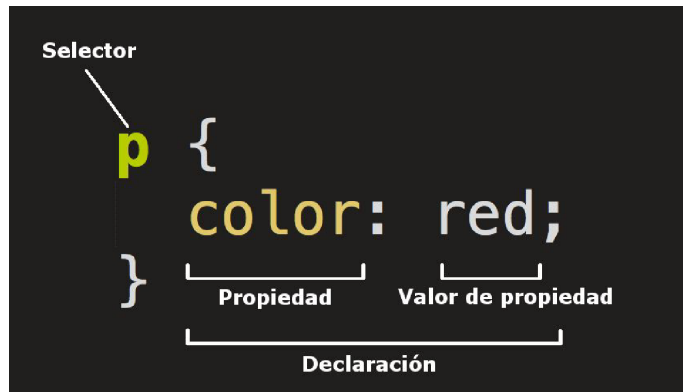 Selector
p {
color: red;
}
Propiedad
Valor de propiedad
Declaración